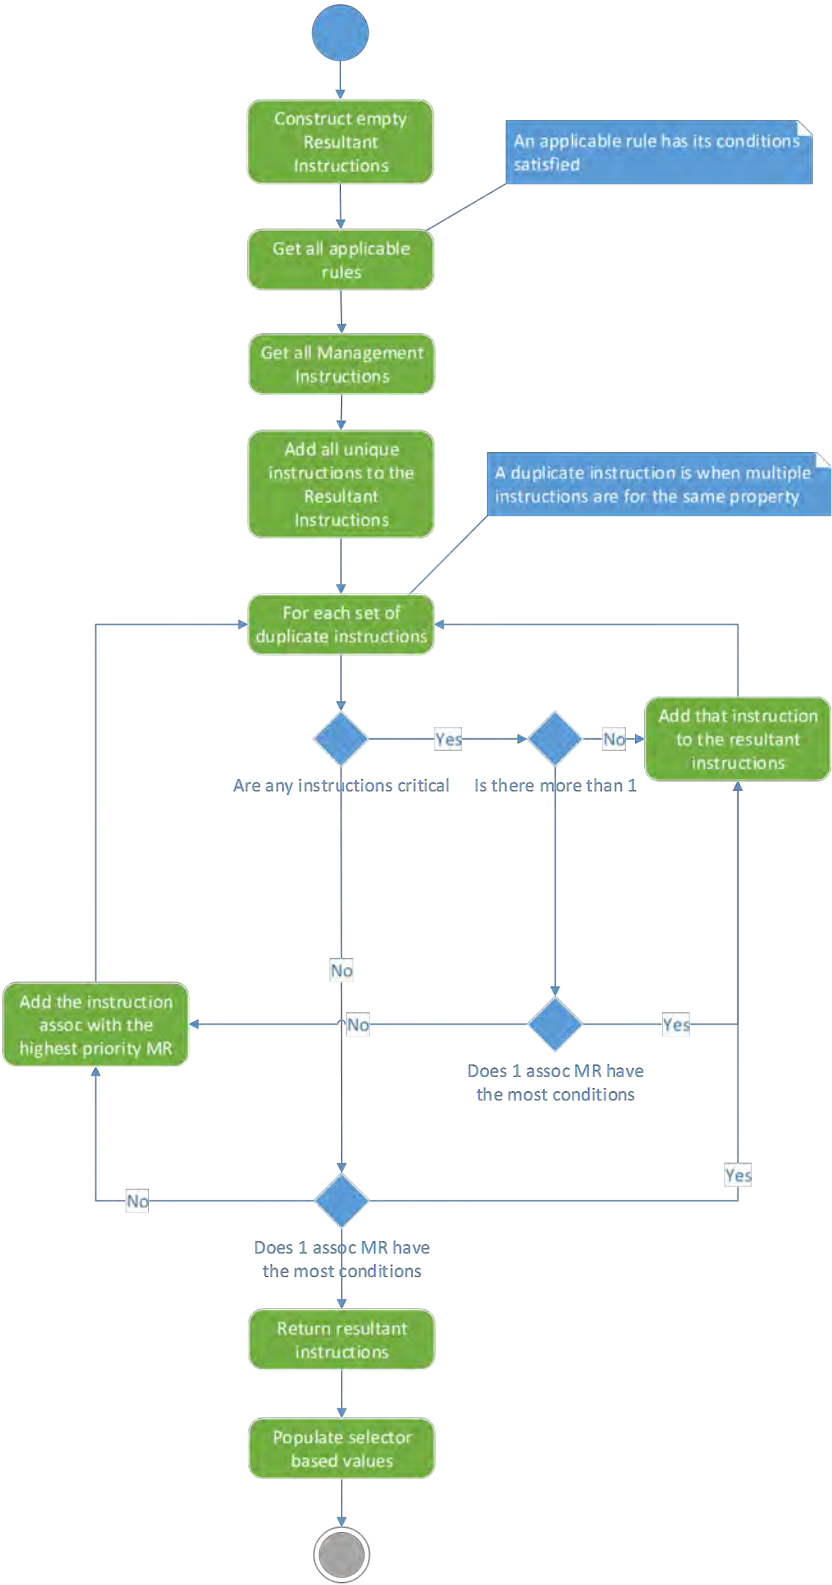 Construct empty
Resultant
Instructions
An applicable rule has its conditions
satisfied
Get all applicable
rules
Get all Management
Instructions
Add all unique
instructions to the
Resultant
Instructions
A duplicate instruction is when multiple
instructions are for the same property
For each set of
duplicate instructions
Yes
No
Add that instruction
to the resultant
instructions
Are any instructions critical
Is there more than 1
No
Add the instruction
assoc with the
highest priority MR
No
Yes
Does 1 assoc MR have
the most conditions
Yes
No
Does 1 assoc MR have
the most conditions
Return resultant
instructions
Populate selector
based values